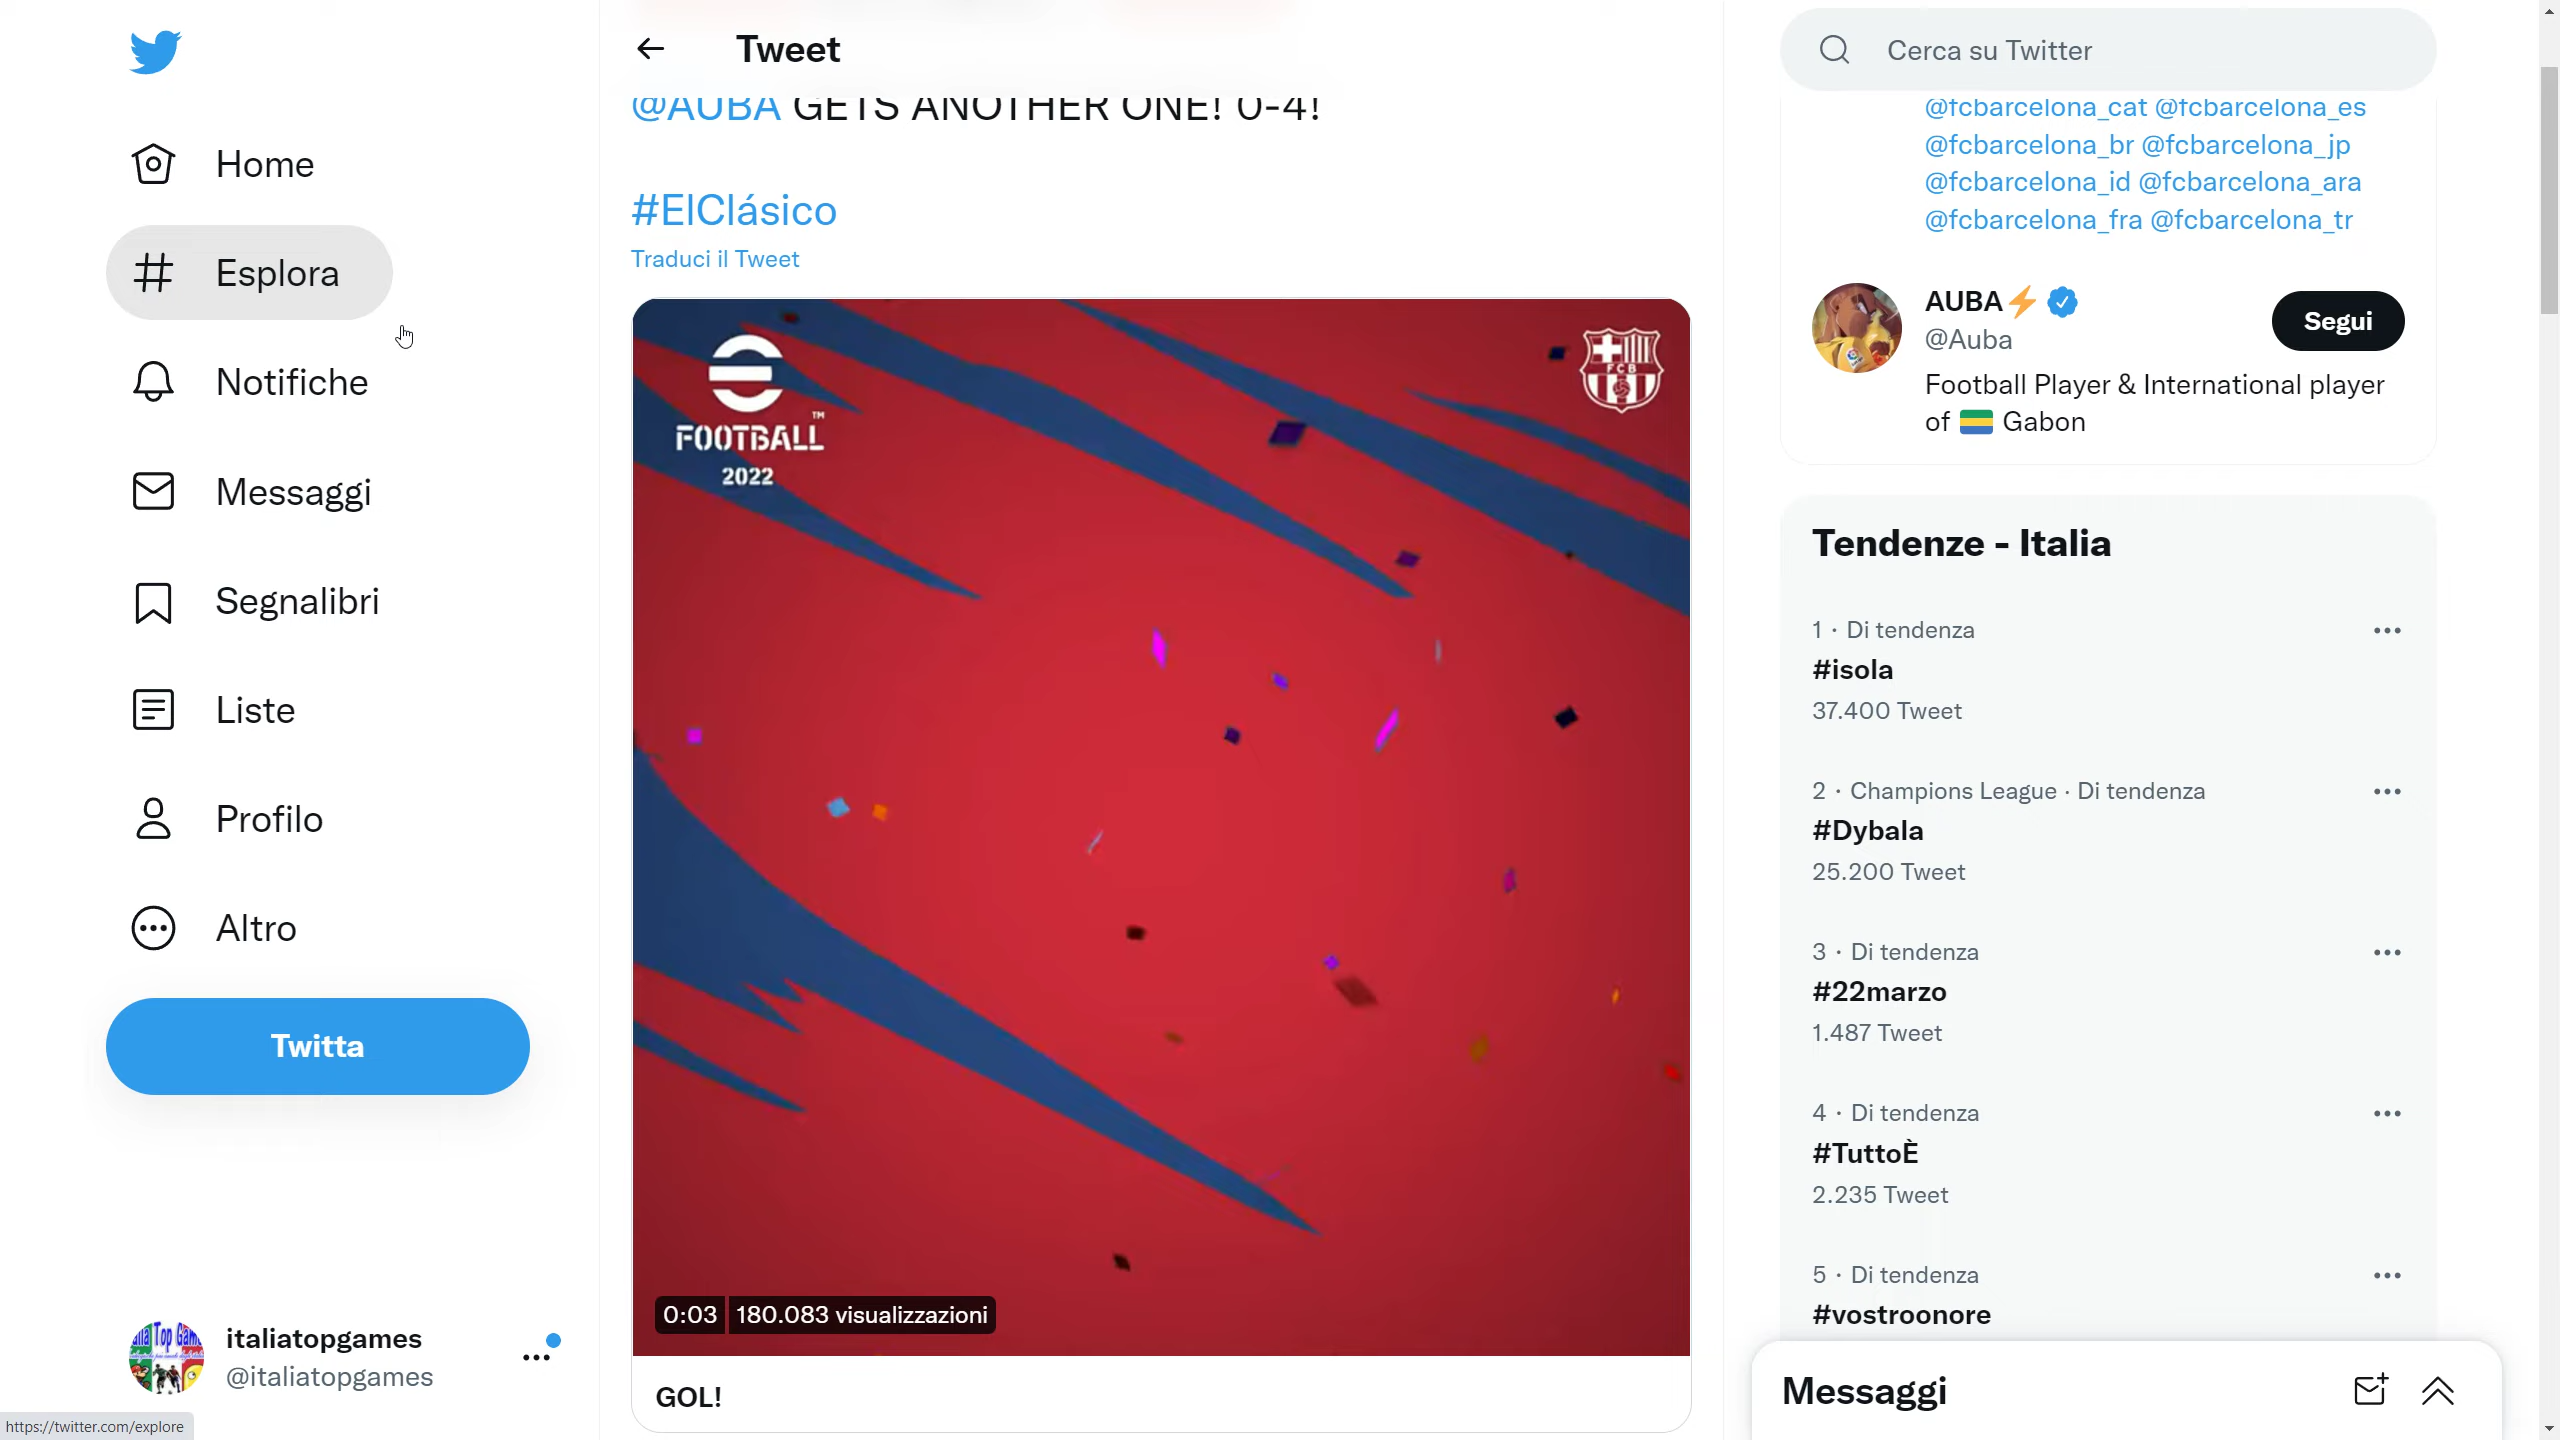 Home
Esplora
Notifiche
Messaggi
Segnalibri
Liste
Profilo
Altro
Twitta
italiatopgames
@italiatopgames
https://twitter.com/explore
Tweet
@AUBA GETS ANOTHER ONE! 0-4!
#ElClásico
Traduci il Tweet
FOOTBALL™
2022
FCB
0:03 180.083 visualizzazioni
GOL!
Cerca su Twitter
@fcbarcelona_cat @fcbarcelona_es
@fcbarcelona_br @fcbarcelona_jp
@fcbarcelona_id @fcbarcelona_ara
@fcbarcelona_fra @fcbarcelona_tr
AUBA
@Auba
Segui
Football Player & International player
of Gabon
Tendenze - Italia
1 · Di tendenza
#isola
37.400 Tweet
2 · Champions League · Di tendenza
#Dybala
25.200 Tweet
3 · Di tendenza
#22marzo
1.487 Tweet
4 · Di tendenza
#TuttoÈ
2.235 Tweet
5 · Di tendenza
#vostroonore
Messaggi